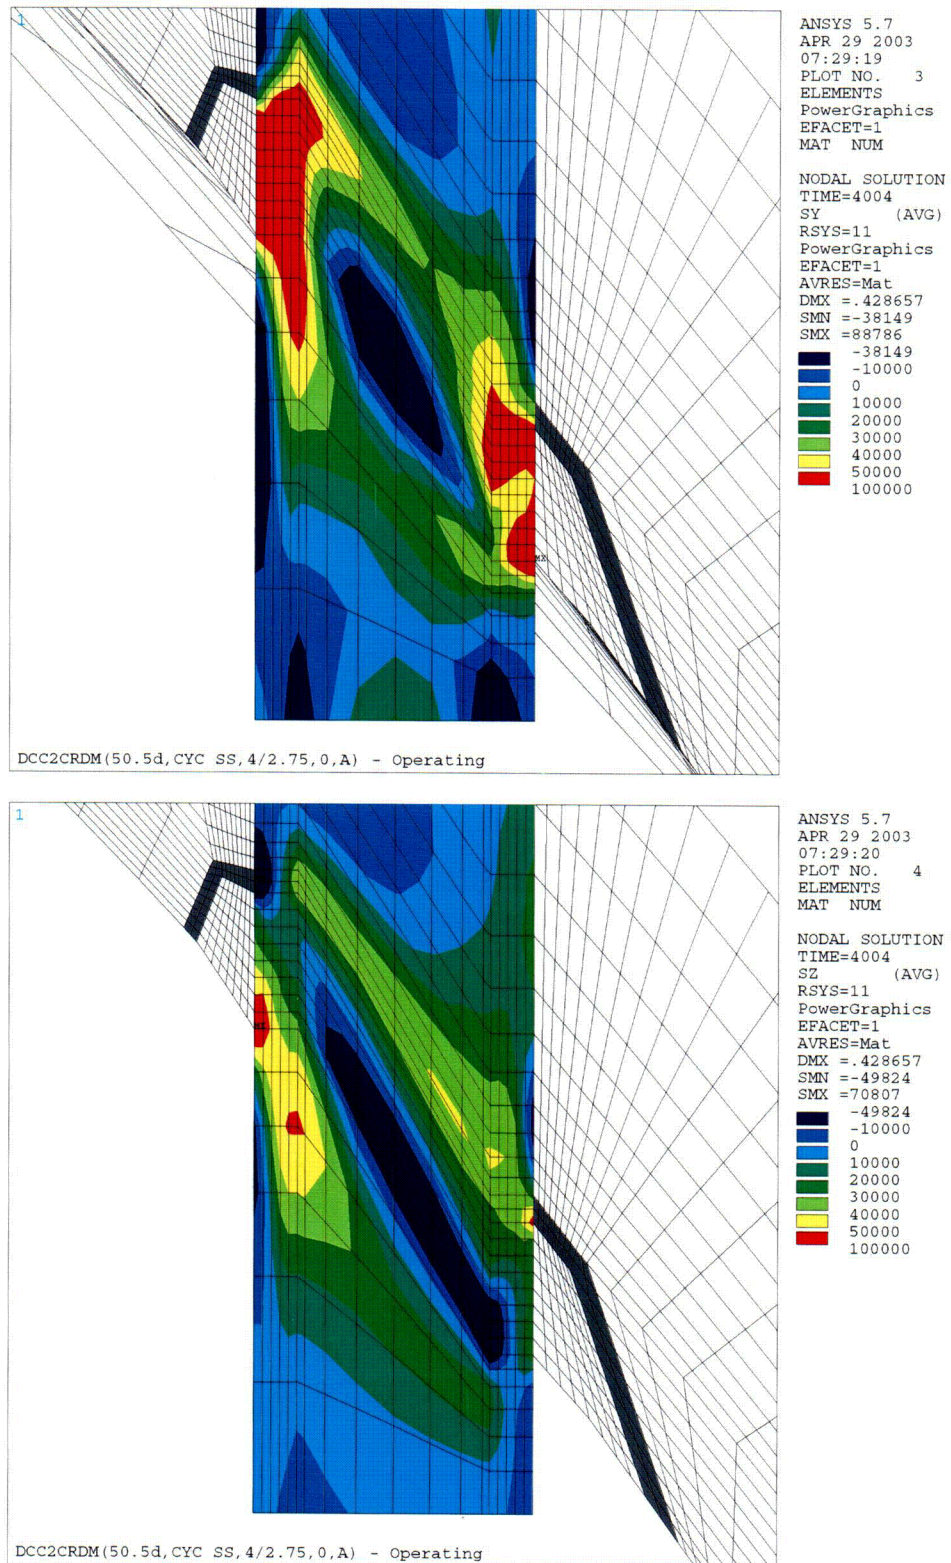 1
ANSYS 5.7
APR 29 2003
07:29:19
PLOT NO. 3
ELEMENTS
PowerGraphics
EFACET=1
MAT NUM
NODAL SOLUTION
TIME=4004
SY (AVG)
RSYS=11
PowerGraphics
EFACET=1
AVRES=Mat
DMX =.428657
SMN =-38149
SMX =88786
-38149
-10000
0
10000
20000
30000
40000
50000
100000
MX
DCC2CRDM(50.5d,CYC SS,4/2.75,0,A) - Operating
1
ANSYS 5.7
APR 29 2003
07:29:20
PLOT NO. 4
ELEMENTS
MAT NUM
NODAL SOLUTION
TIME=4004
SZ (AVG)
RSYS=11
PowerGraphics
EFACET=1
AVRES=Mat
DMX =.428657
SMN =-49824
SMX =70807
-49824
-10000
0
10000
20000
30000
40000
50000
100000
MX
DCC2CRDM(50.5d,CYC SS,4/2.75,0,A) - Operating